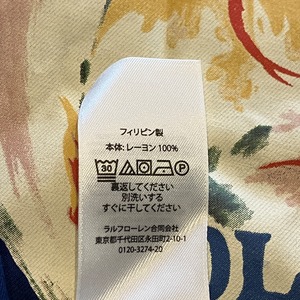 フィリピン製
本体: レーヨン 100%
30 P
裏返してください
別洗いする
すぐに干してください
ラルフローレン合同会社
東京都千代田区永田町2-10-1
0120-3274-20
OL